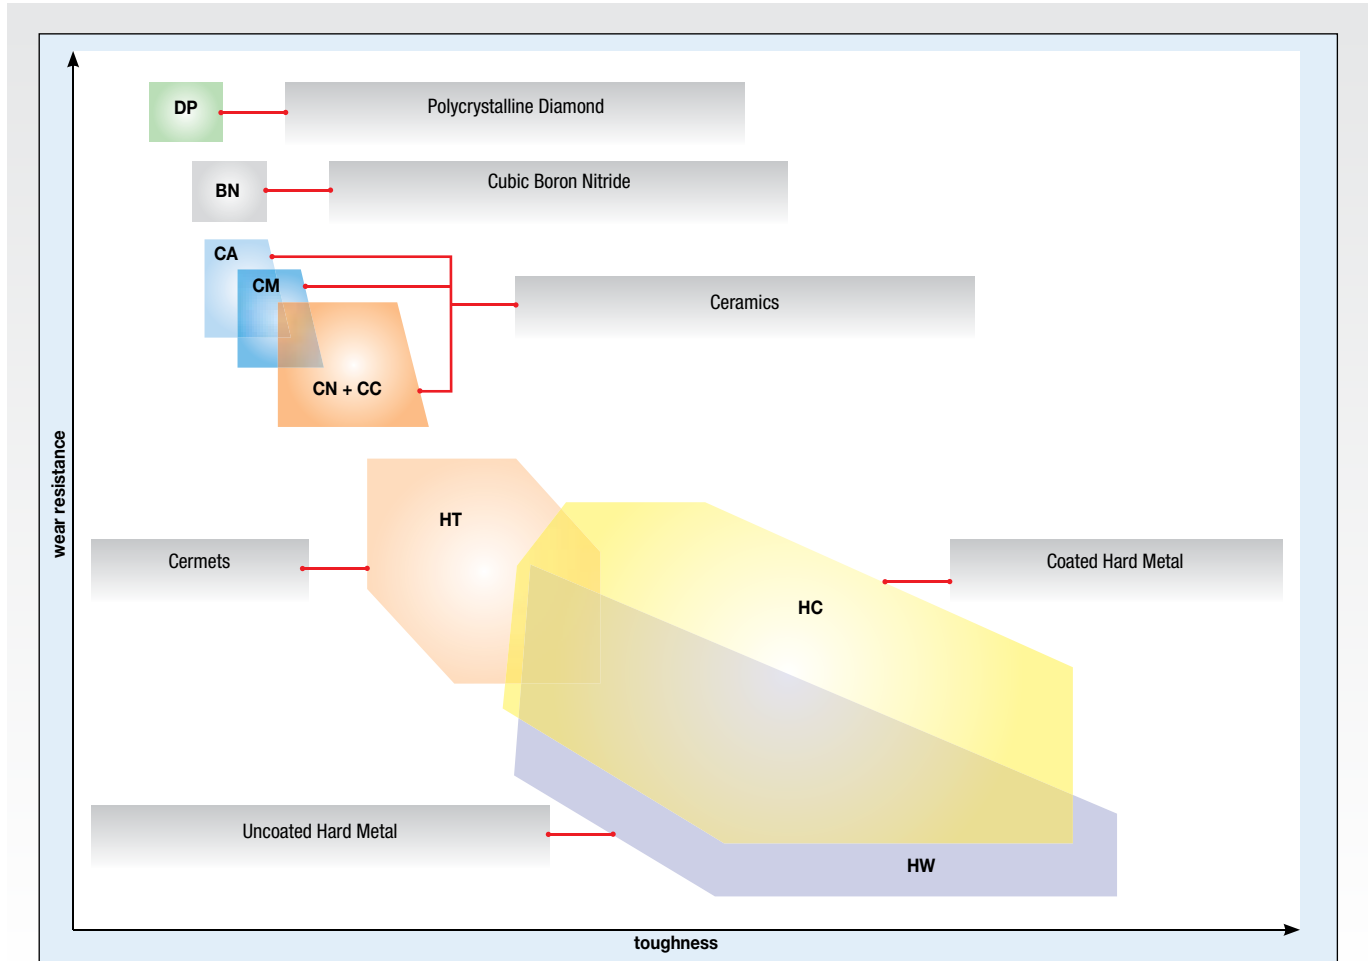 DP
Polycrystalline Diamond
BN
Cubic Boron Nitride
CA
CM
Ceramics
CN + CC
wear resistance
HT
Cermets
Coated Hard Metal
HC
Uncoated Hard Metal
HW
toughness